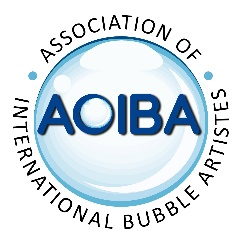 ASSOCIATION OF
AOIBA
INTERNATIONAL BUBBLE ARTISTES